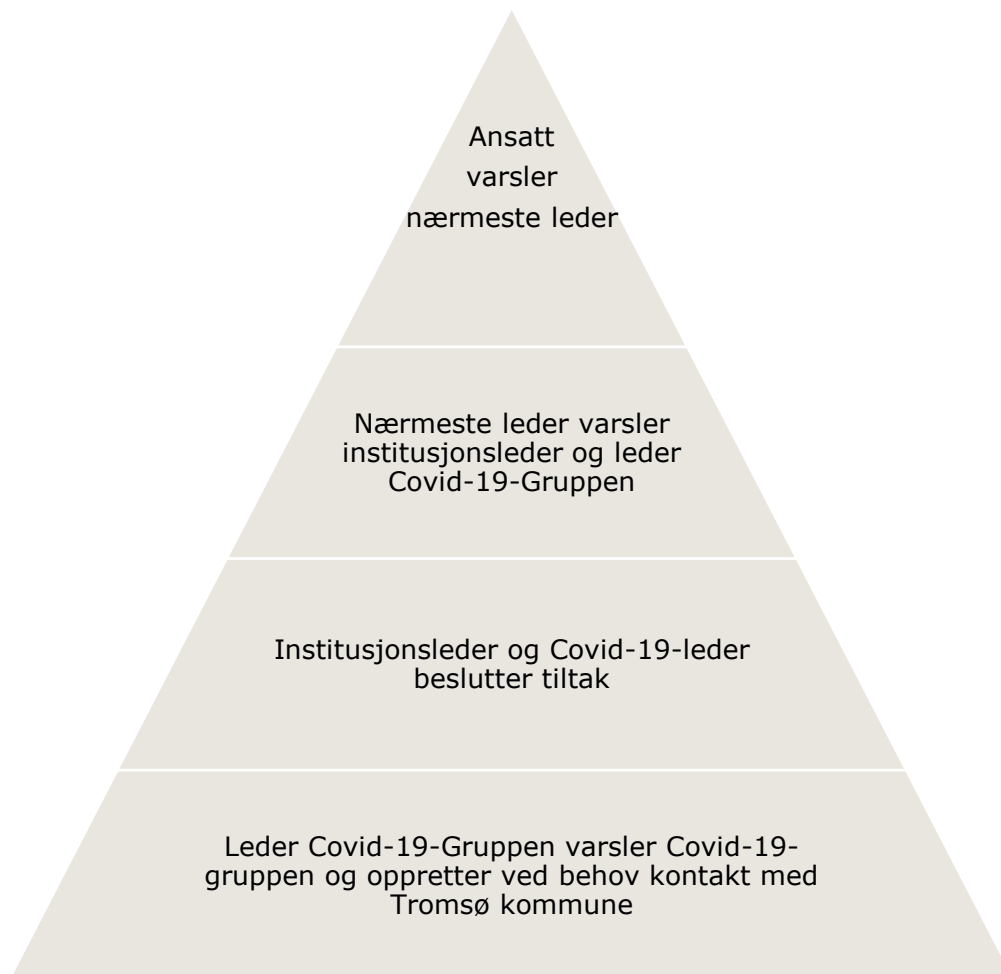 Ansatt
varsler
nærmeste leder
Nærmeste leder varsler
institusjonsleder og leder
Covid-19-Gruppen
Institusjonsleder og Covid-19-leder
beslutter tiltak
Leder Covid-19-Gruppen varsler Covid-19-
gruppen og oppretter ved behov kontakt med
Tromsø kommune